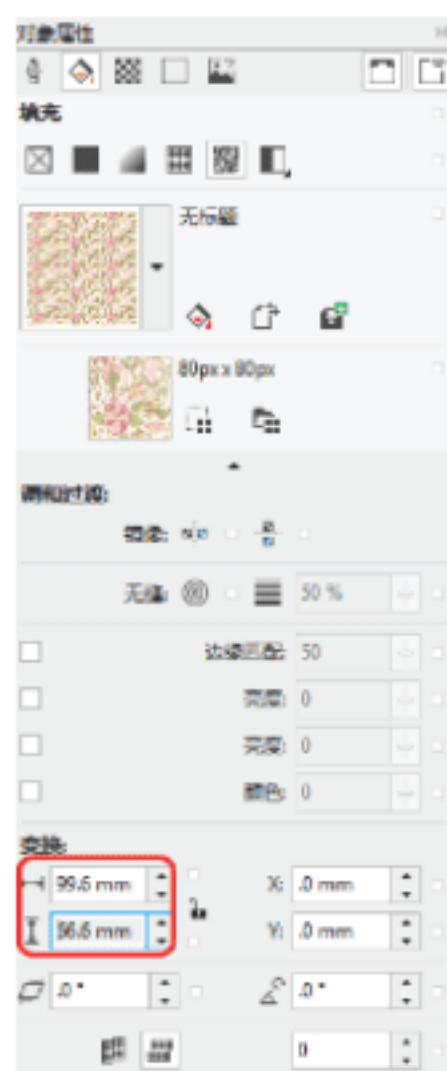 对象属性
填充
无标题
80px x 80px
调和过渡:
镜像:
无缝: 50 %
边缘匹配: 50
亮度: 0
亮度: 0
颜色: 0
变换:
99.6 mm X: .0 mm
56.6 mm Y: .0 mm
.0 ° .0 °
0